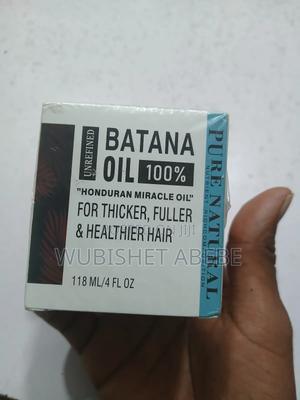 UNREFINED
BATANA
OIL 100%
"HONDURAN MIRACLE OIL"
FOR THICKER, FULLER
& HEALTHIER HAIR
118 ML/4 FL OZ
PURE NATURAL
WUBISHET ABEBE